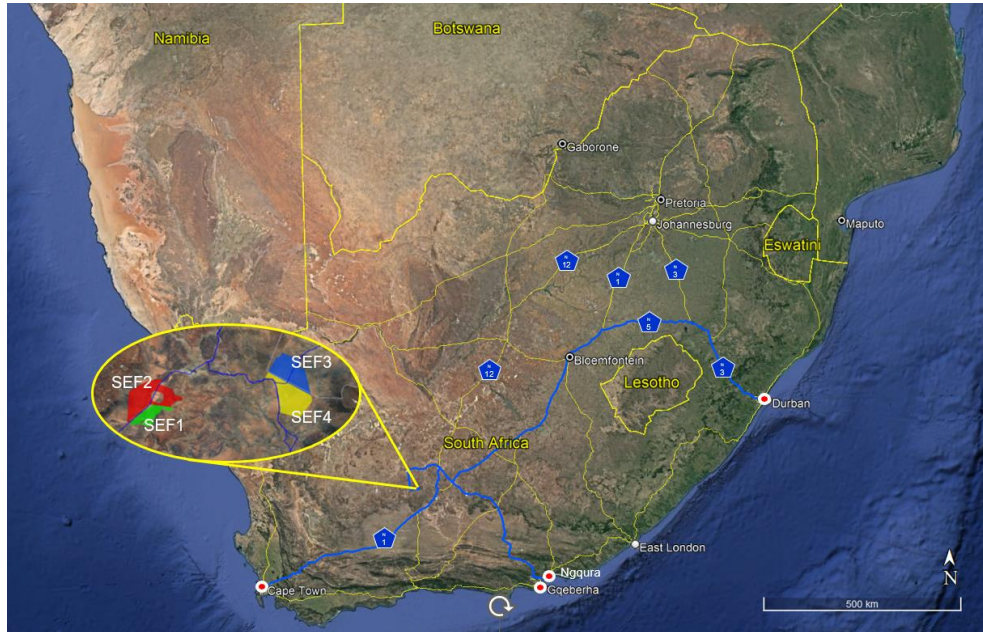 Botswana
Namibia
Gaborone
Pretoria
Johannesburg
Maputo
Eswatini
N
12
N
1
N
3
N
5
Bloemfontein
N
12
N
3
Lesotho
SEF3
SEF2
SEF4
SEF1
Durban
South Africa
N
1
East London
Ngqura
Cape Town
Gqeberha
N
500 km